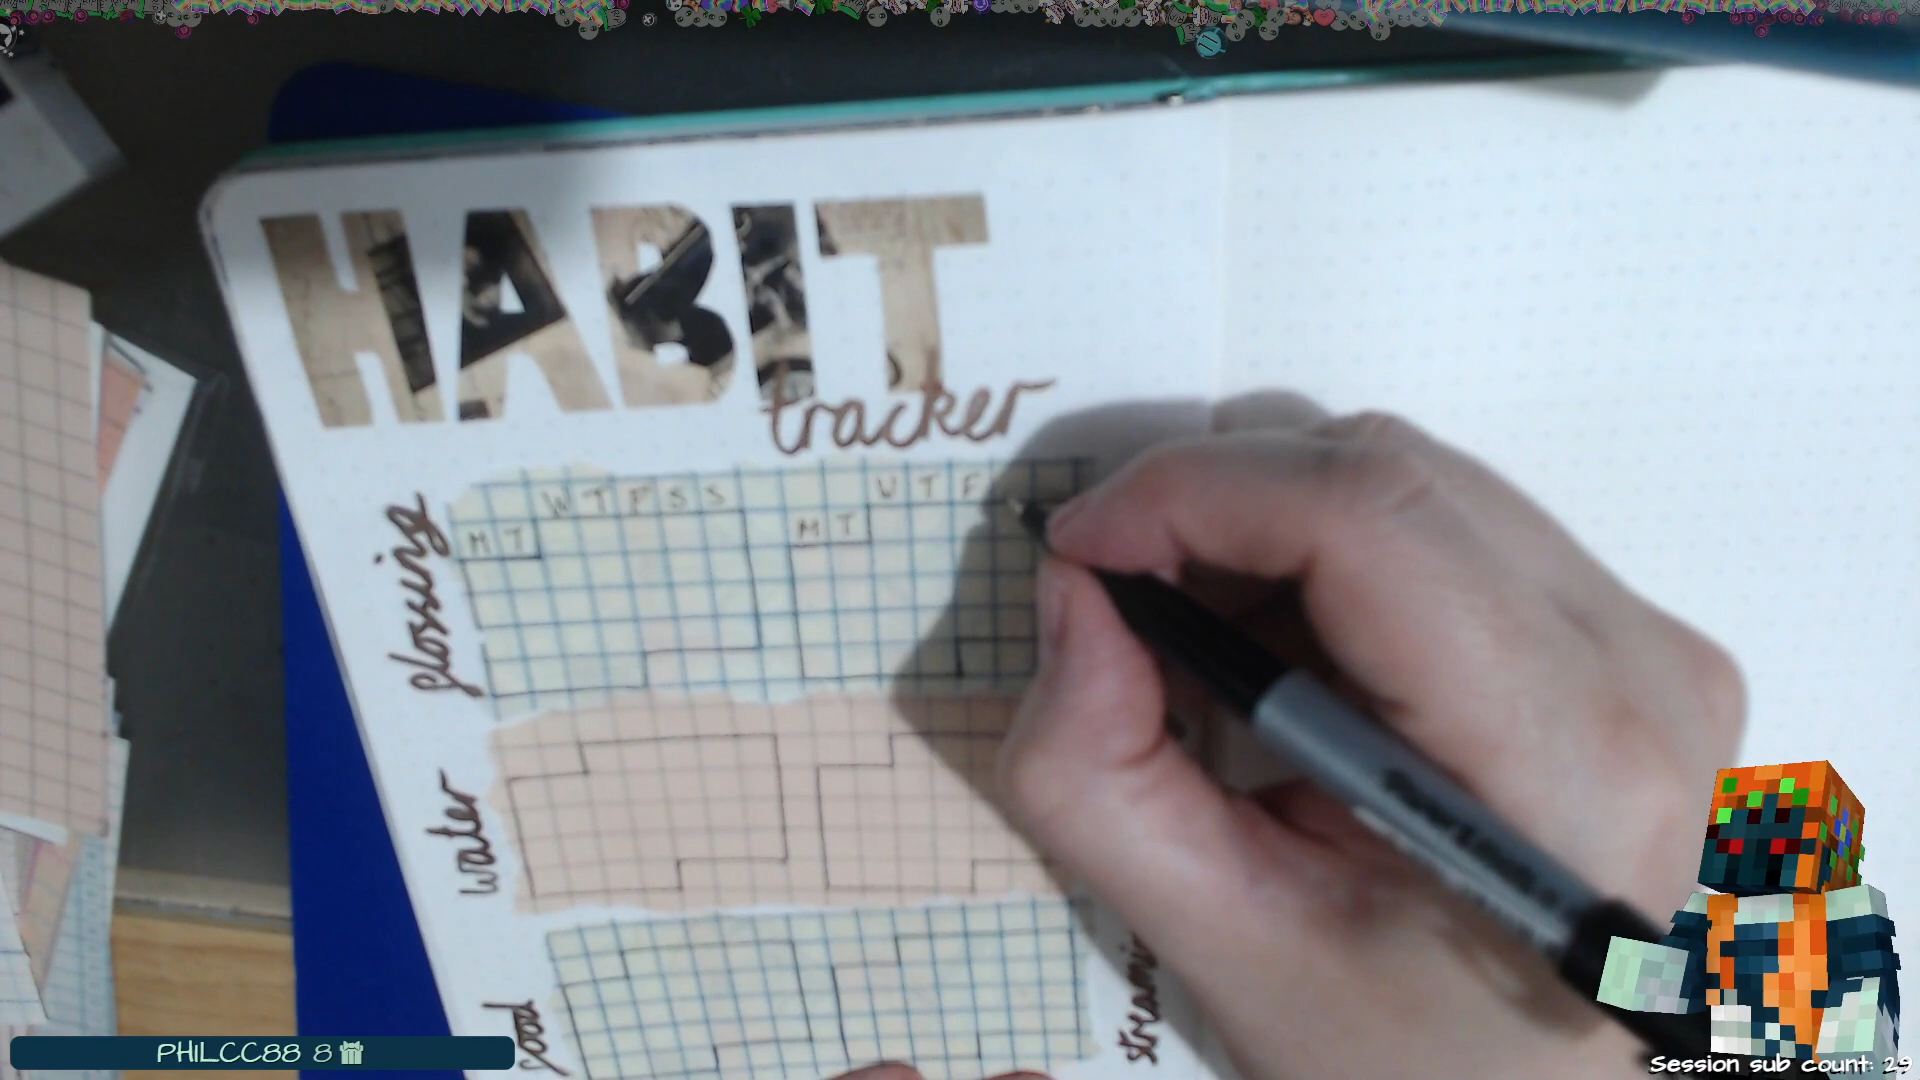 HABIT
tracker
flossing
W T F S S
M T
U T F
M T
water
food
PHILCC88 8
Session sub count: 29